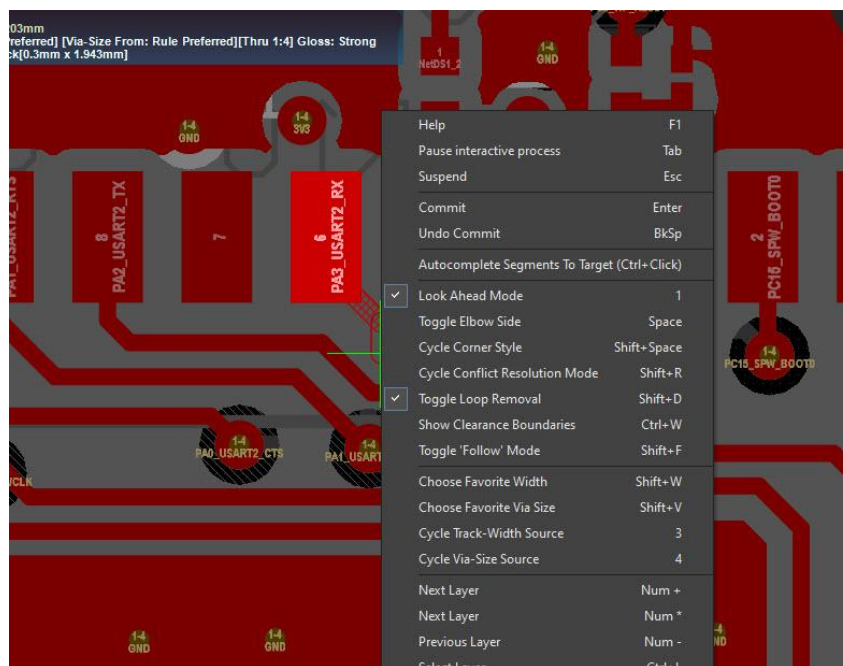 03mm
referred] [Via-Size From: Rule Preferred][Thru 1:4] Gloss: Strong
ck[0.3mm x 1.943mm]
1
NetDS1_2
1-4
GND
1-4
GND
1-4
3V3
PA1_USART2_RTS
8
PA2_USART2_TX
7
6
PA3_USART2_RX
2
PC15_SPW_BOOT0
1-4
PC15_SPW_BOOT0
1-4
PA0_USART2_CTS
1-4
PA1_USART
WCLK
1-4
GND
1-4
GND
-4
ND
Help F1
Pause interactive process Tab
Suspend Esc
Commit Enter
Undo Commit BkSp
Autocomplete Segments To Target (Ctrl+Click)
Look Ahead Mode 1
Toggle Elbow Side Space
Cycle Corner Style Shift+Space
Cycle Conflict Resolution Mode Shift+R
Toggle Loop Removal Shift+D
Show Clearance Boundaries Ctrl+W
Toggle 'Follow' Mode Shift+F
Choose Favorite Width Shift+W
Choose Favorite Via Size Shift+V
Cycle Track-Width Source 3
Cycle Via-Size Source 4
Next Layer Num +
Next Layer Num *
Previous Layer Num -
Select Layer Ctrl+L